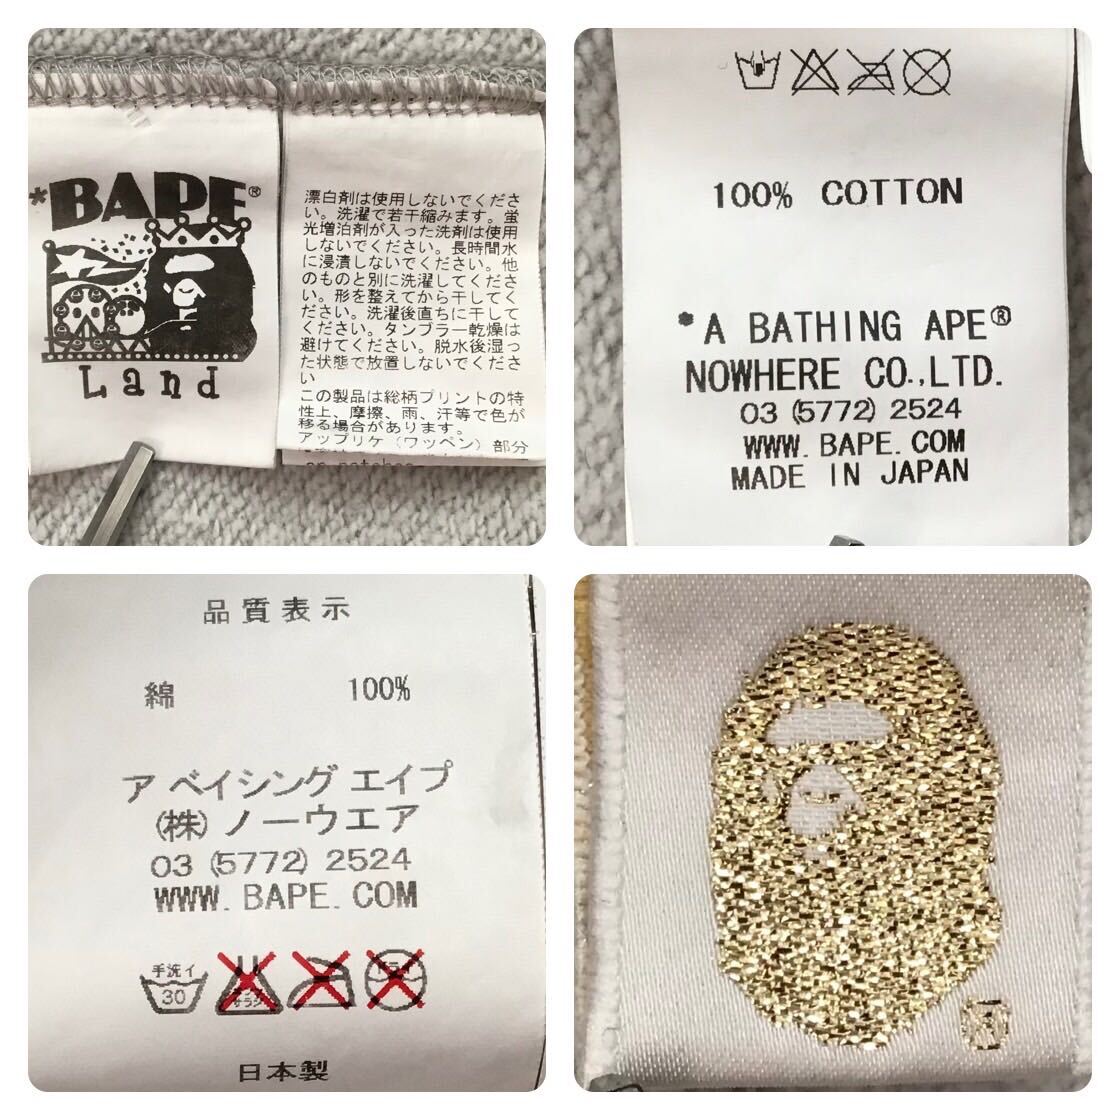 *BAPE®
Land
漂白剤は使用しないでくださ
い。洗濯で若干縮みます。蛍
光増泊剤が入った洗剤は使用
しないでください。長時間水
に浸漬しないでください。他
のものと別に洗濯してくださ
い。形を整えてから干してく
ださい。洗濯後直ちに干して
ください。タンブラー乾燥は
避けてください。脱水後湿っ
た状態で放置しないでくださ
い
この製品は総柄プリントの特
性上、摩擦、雨、汗等で色が
移る場合があります。
アップリケ（ワッペン）部分
100% COTTON
*A BATHING APE®
NOWHERE CO.,LTD.
03 (5772) 2524
WWW. BAPE. COM
MADE IN JAPAN
品質表示
綿 100%
ア ベイシング エイプ
(株) ノーウエア
03 (5772) 2524
WWW. BAPE. COM
手洗イ
30
日本製